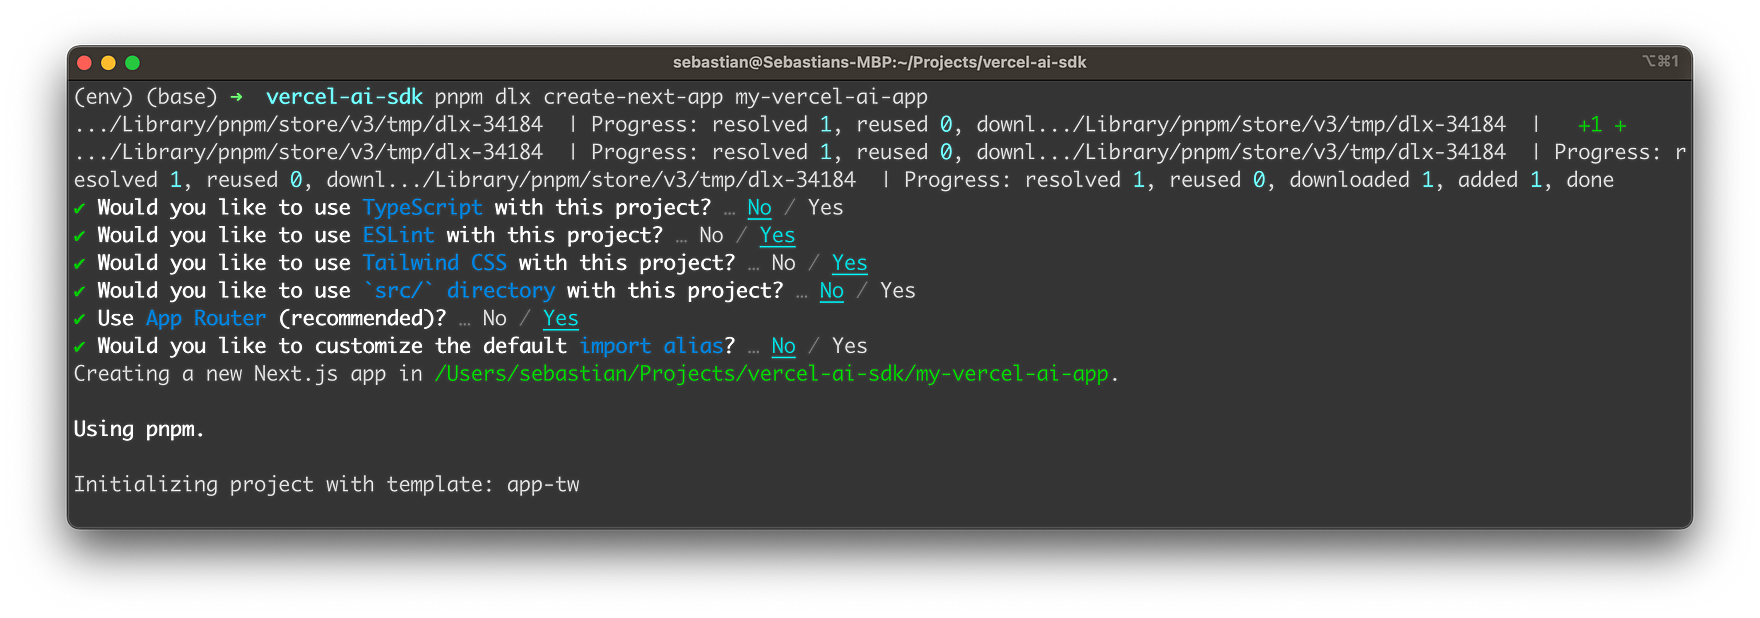 sebastian@Sebastians-MBP:~/Projects/vercel-ai-sdk ⌥⌘1
(env) (base) ➜  vercel-ai-sdk pnpm dlx create-next-app my-vercel-ai-app
.../Library/pnpm/store/v3/tmp/dlx-34184  | Progress: resolved 1, reused 0, downl.../Library/pnpm/store/v3/tmp/dlx-34184  |   +1 +
.../Library/pnpm/store/v3/tmp/dlx-34184  | Progress: resolved 1, reused 0, downl.../Library/pnpm/store/v3/tmp/dlx-34184  | Progress: r
esolved 1, reused 0, downl.../Library/pnpm/store/v3/tmp/dlx-34184  | Progress: resolved 1, reused 0, downloaded 1, added 1, done
✔ Would you like to use TypeScript with this project? … No / Yes
✔ Would you like to use ESLint with this project? … No / Yes
✔ Would you like to use Tailwind CSS with this project? … No / Yes
✔ Would you like to use `src/` directory with this project? … No / Yes
✔ Use App Router (recommended)? … No / Yes
✔ Would you like to customize the default import alias? … No / Yes
Creating a new Next.js app in /Users/sebastian/Projects/vercel-ai-sdk/my-vercel-ai-app.
Using pnpm.
Initializing project with template: app-tw